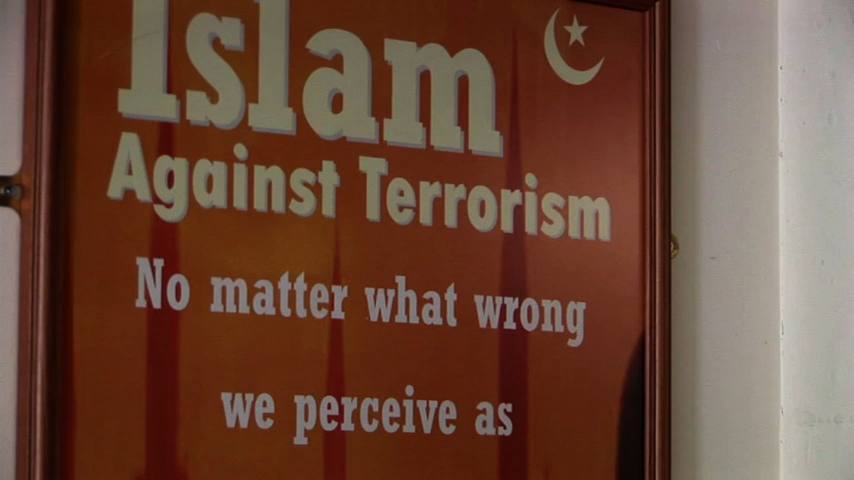 Islam
Against Terrorism
No matter what wrong
we perceive as